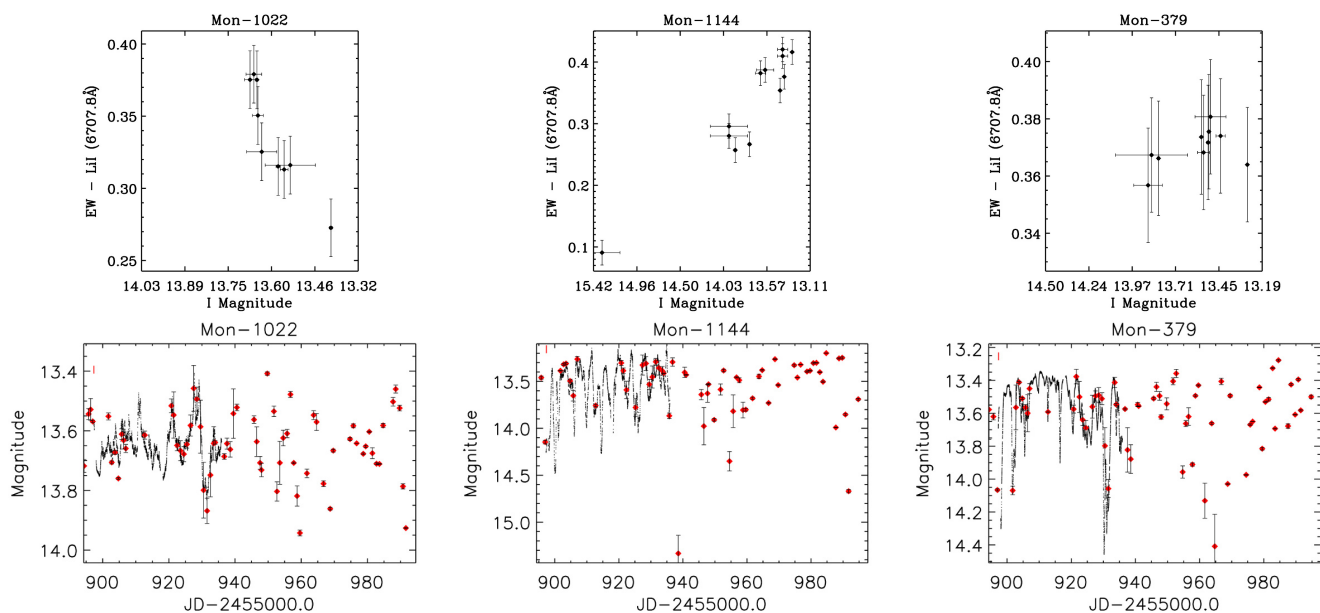 Mon-1022
0.40
0.35
0.30
0.25
EW - LiI (6707.8Å)
14.03 13.89 13.75 13.60 13.46 13.32
I Magnitude
Mon-1144
0.4
0.3
0.2
0.1
EW - LiI (6707.8Å)
15.42 14.96 14.50 14.03 13.57 13.11
I Magnitude
Mon-379
0.40
0.38
0.36
0.34
EW - LiI (6707.8Å)
14.50 14.24 13.97 13.71 13.45 13.19
I Magnitude
Mon-1022
13.4
13.6
13.8
14.0
Magnitude
900 920 940 960 980
JD-2455000.0
Mon-1144
13.5
14.0
14.5
15.0
Magnitude
900 920 940 960 980
JD-2455000.0
Mon-379
13.2
13.4
13.6
13.8
14.0
14.2
14.4
Magnitude
900 920 940 960 980
JD-2455000.0